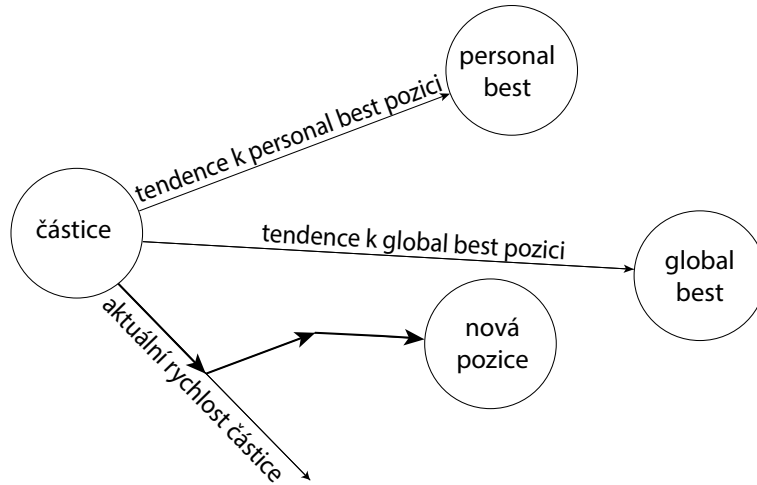 personal
best
tendence k personal best pozici
částice
tendence k global best pozici
global
best
aktuální rychlost částice
nová
pozice